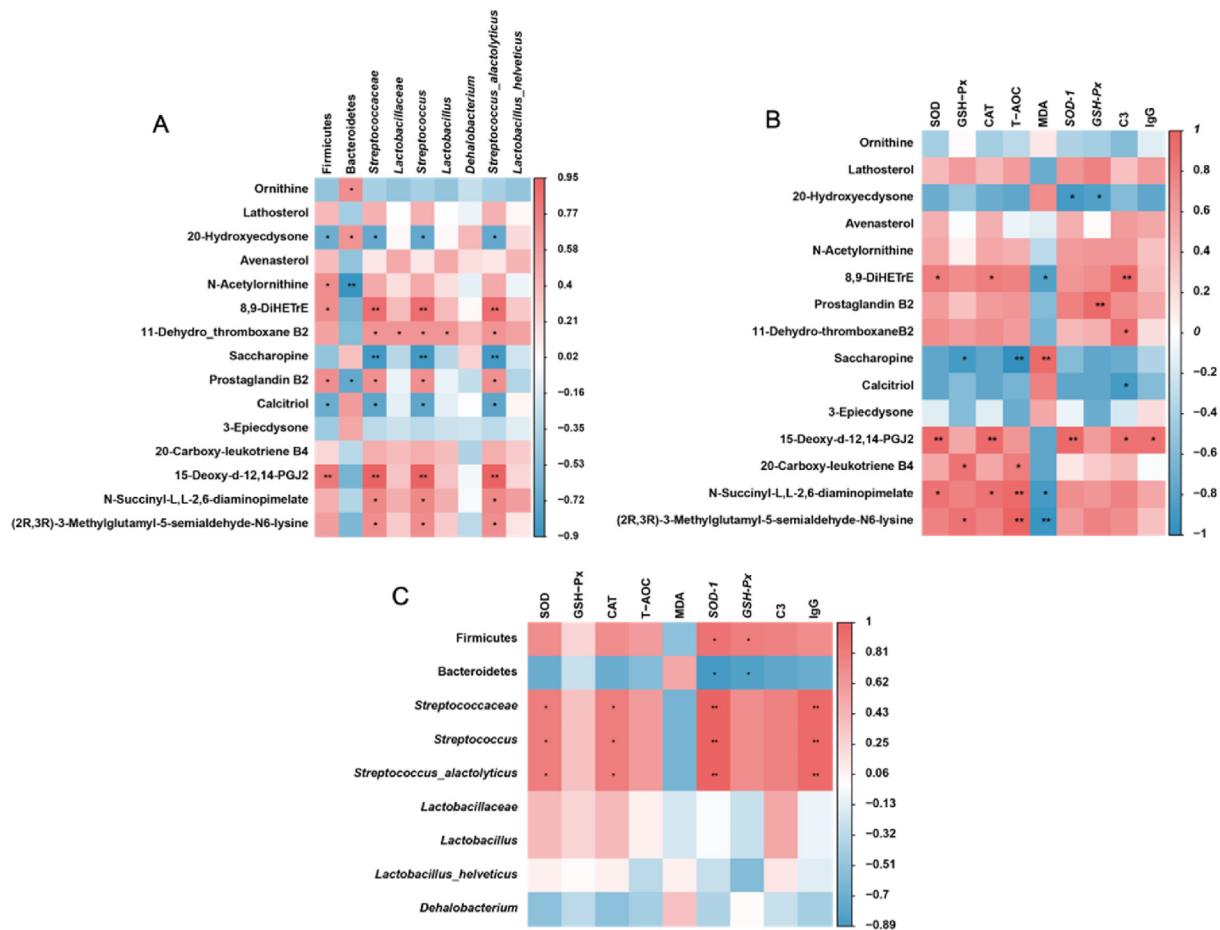 A
Firmicutes
Bacteroidetes
Streptococcaceae
Lactobacillaceae
Streptococcus
Lactobacillus
Dehalobacterium
Streptococcus_alactolyticus
Lactobacillus_helveticus
Ornithine
Lathosterol
20-Hydroxyecdysone
Avenasterol
N-Acetylornithine
8,9-DiHETrE
11-Dehydro_thromboxane B2
Saccharopine
Prostaglandin B2
Calcitriol
3-Epiecdysone
20-Carboxy-leukotriene B4
15-Deoxy-d-12,14-PGJ2
N-Succinyl-L,L-2,6-diaminopimelate
(2R,3R)-3-Methylglutamyl-5-semialdehyde-N6-lysine
0.95
0.77
0.58
0.4
0.21
0.02
−0.16
−0.35
−0.53
−0.72
−0.9
B
SOD
GSH−Px
CAT
T−AOC
MDA
SOD-1
GSH-Px
C3
IgG
Ornithine
Lathosterol
20-Hydroxyecdysone
Avenasterol
N-Acetylornithine
8,9-DiHETrE
Prostaglandin B2
11-Dehydro-thromboxaneB2
Saccharopine
Calcitriol
3-Epiecdysone
15-Deoxy-d-12,14-PGJ2
20-Carboxy-leukotriene B4
N-Succinyl-L,L-2,6-diaminopimelate
(2R,3R)-3-Methylglutamyl-5-semialdehyde-N6-lysine
1
0.8
0.6
0.4
0.2
0
−0.2
−0.4
−0.6
−0.8
−1
C
SOD
GSH−Px
CAT
T−AOC
MDA
SOD-1
GSH-Px
C3
IgG
Firmicutes
Bacteroidetes
Streptococcaceae
Streptococcus
Streptococcus_alactolyticus
Lactobacillaceae
Lactobacillus
Lactobacillus_helveticus
Dehalobacterium
1
0.81
0.62
0.43
0.25
0.06
−0.13
−0.32
−0.51
−0.7
−0.89